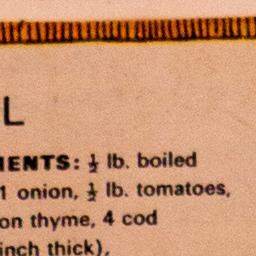 L
IENTS: ½ lb. boiled
1 onion, ½ lb. tomatoes,
on thyme, 4 cod
inch thick),